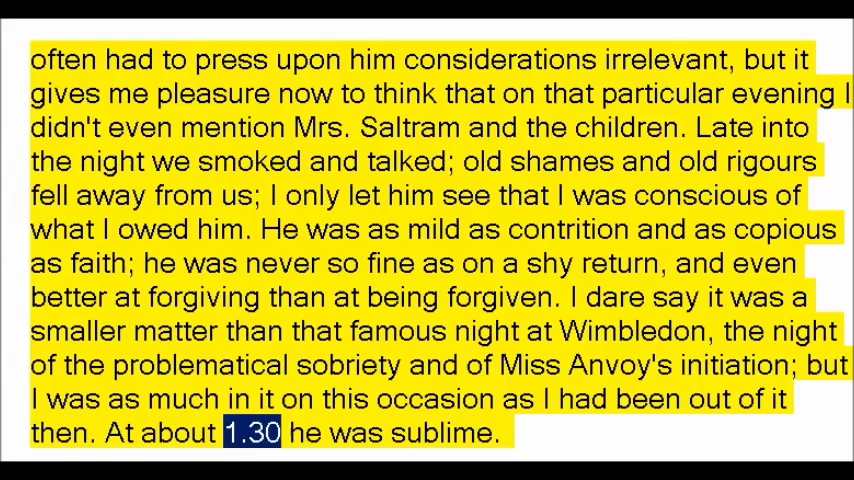 often had to press upon him considerations irrelevant, but it
gives me pleasure now to think that on that particular evening I
didn't even mention Mrs. Saltram and the children. Late into
the night we smoked and talked; old shames and old rigours
fell away from us; I only let him see that I was conscious of
what I owed him. He was as mild as contrition and as copious
as faith; he was never so fine as on a shy return, and even
better at forgiving than at being forgiven. I dare say it was a
smaller matter than that famous night at Wimbledon, the night
of the problematical sobriety and of Miss Anvoy's initiation; but
I was as much in it on this occasion as I had been out of it
then. At about 1.30 he was sublime.